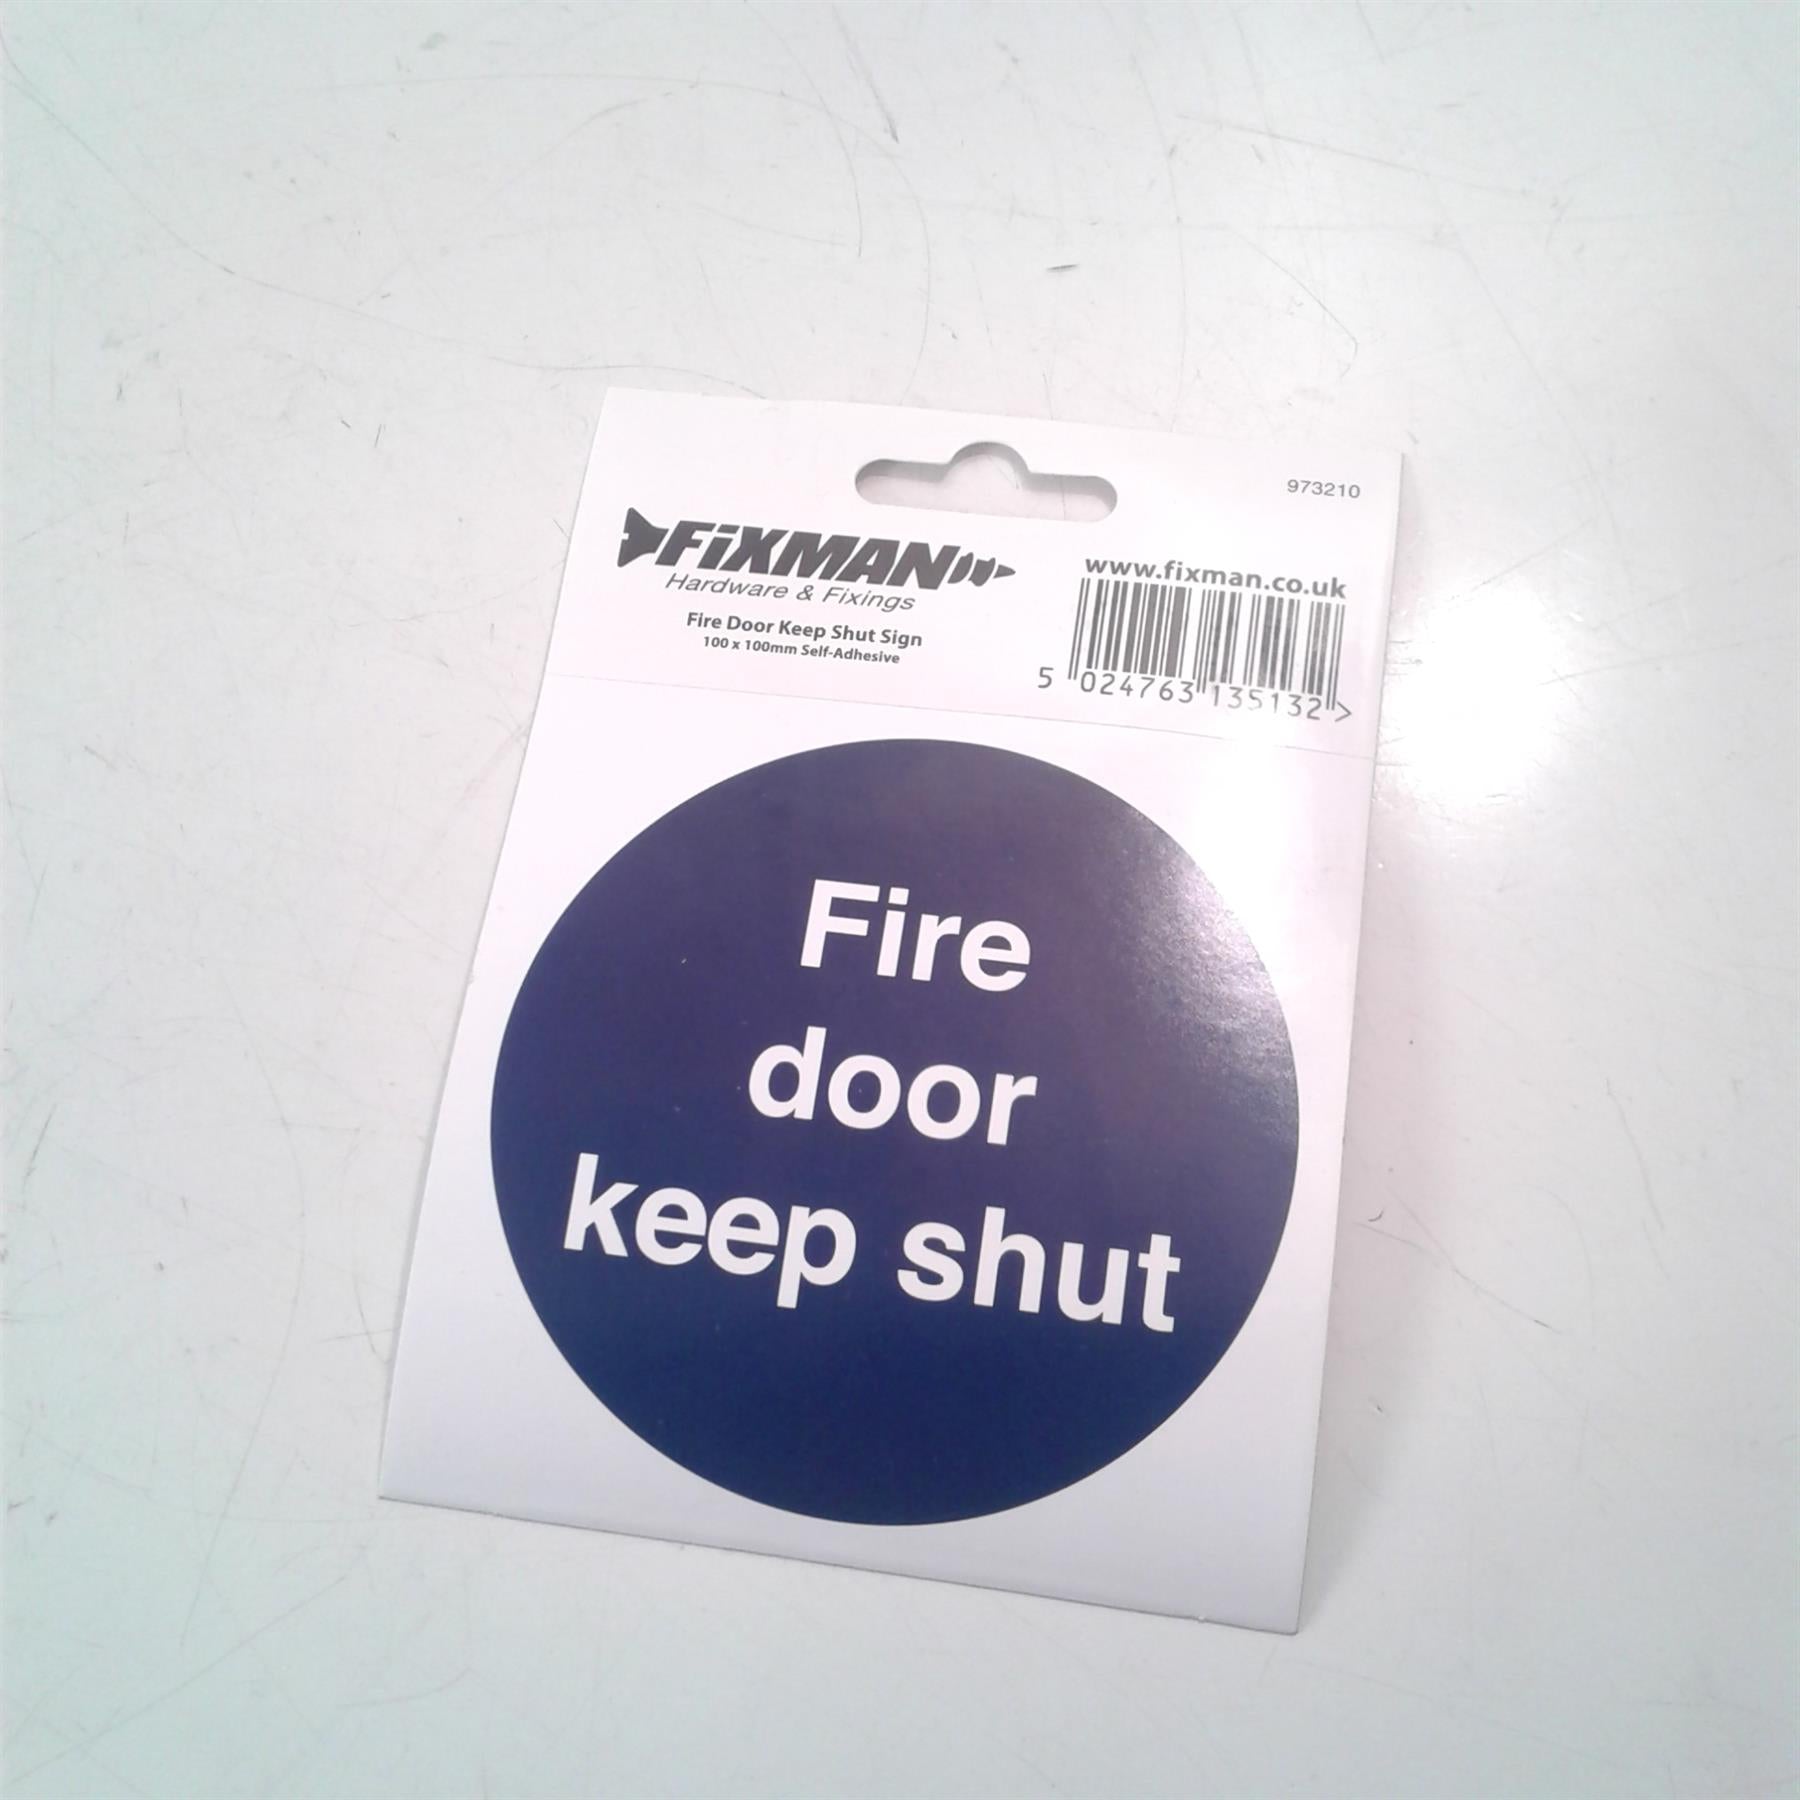 973210
FiXMAN
Hardware & Fixings
Fire Door Keep Shut Sign
100 x 100mm Self-Adhesive
www.fixman.co.uk
5 024763 135132 >
Fire
door
keep shut